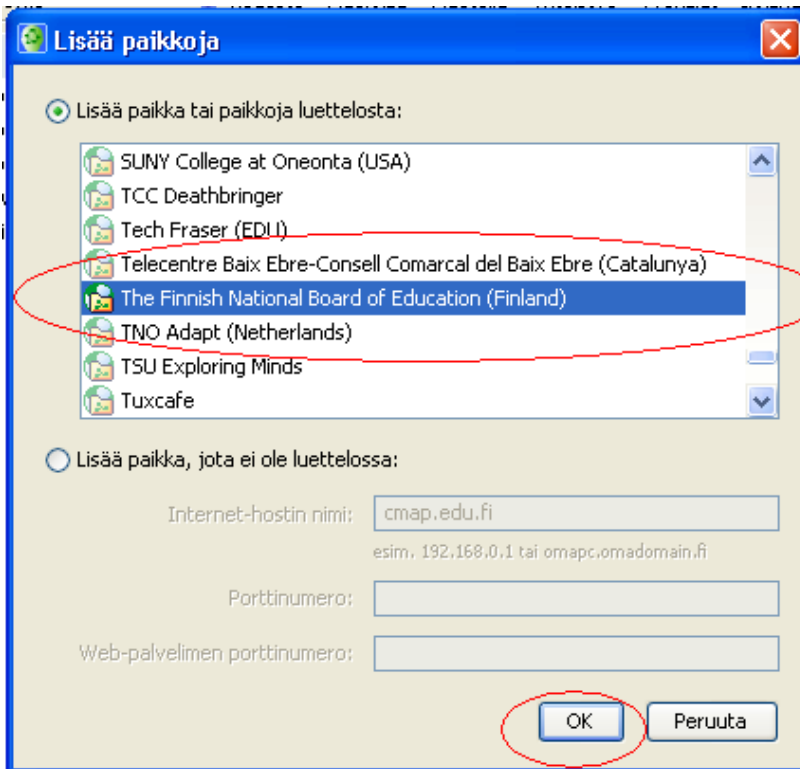 Lisää paikkoja
Lisää paikka tai paikkoja luettelosta:
SUNY College at Oneonta (USA)
TCC Deathbringer
Tech Fraser (EDU)
Telecentre Baix Ebre-Consell Comarcal del Baix Ebre (Catalunya)
The Finnish National Board of Education (Finland)
TNO Adapt (Netherlands)
TSU Exploring Minds
Tuxcafe
Lisää paikka, jota ei ole luettelossa:
Internet-hostin nimi: cmap.edu.fi
esim. 192.168.0.1 tai omapc.omadomain.fi
Porttinumero:
Web-palvelimen porttinumero:
OK Peruuta